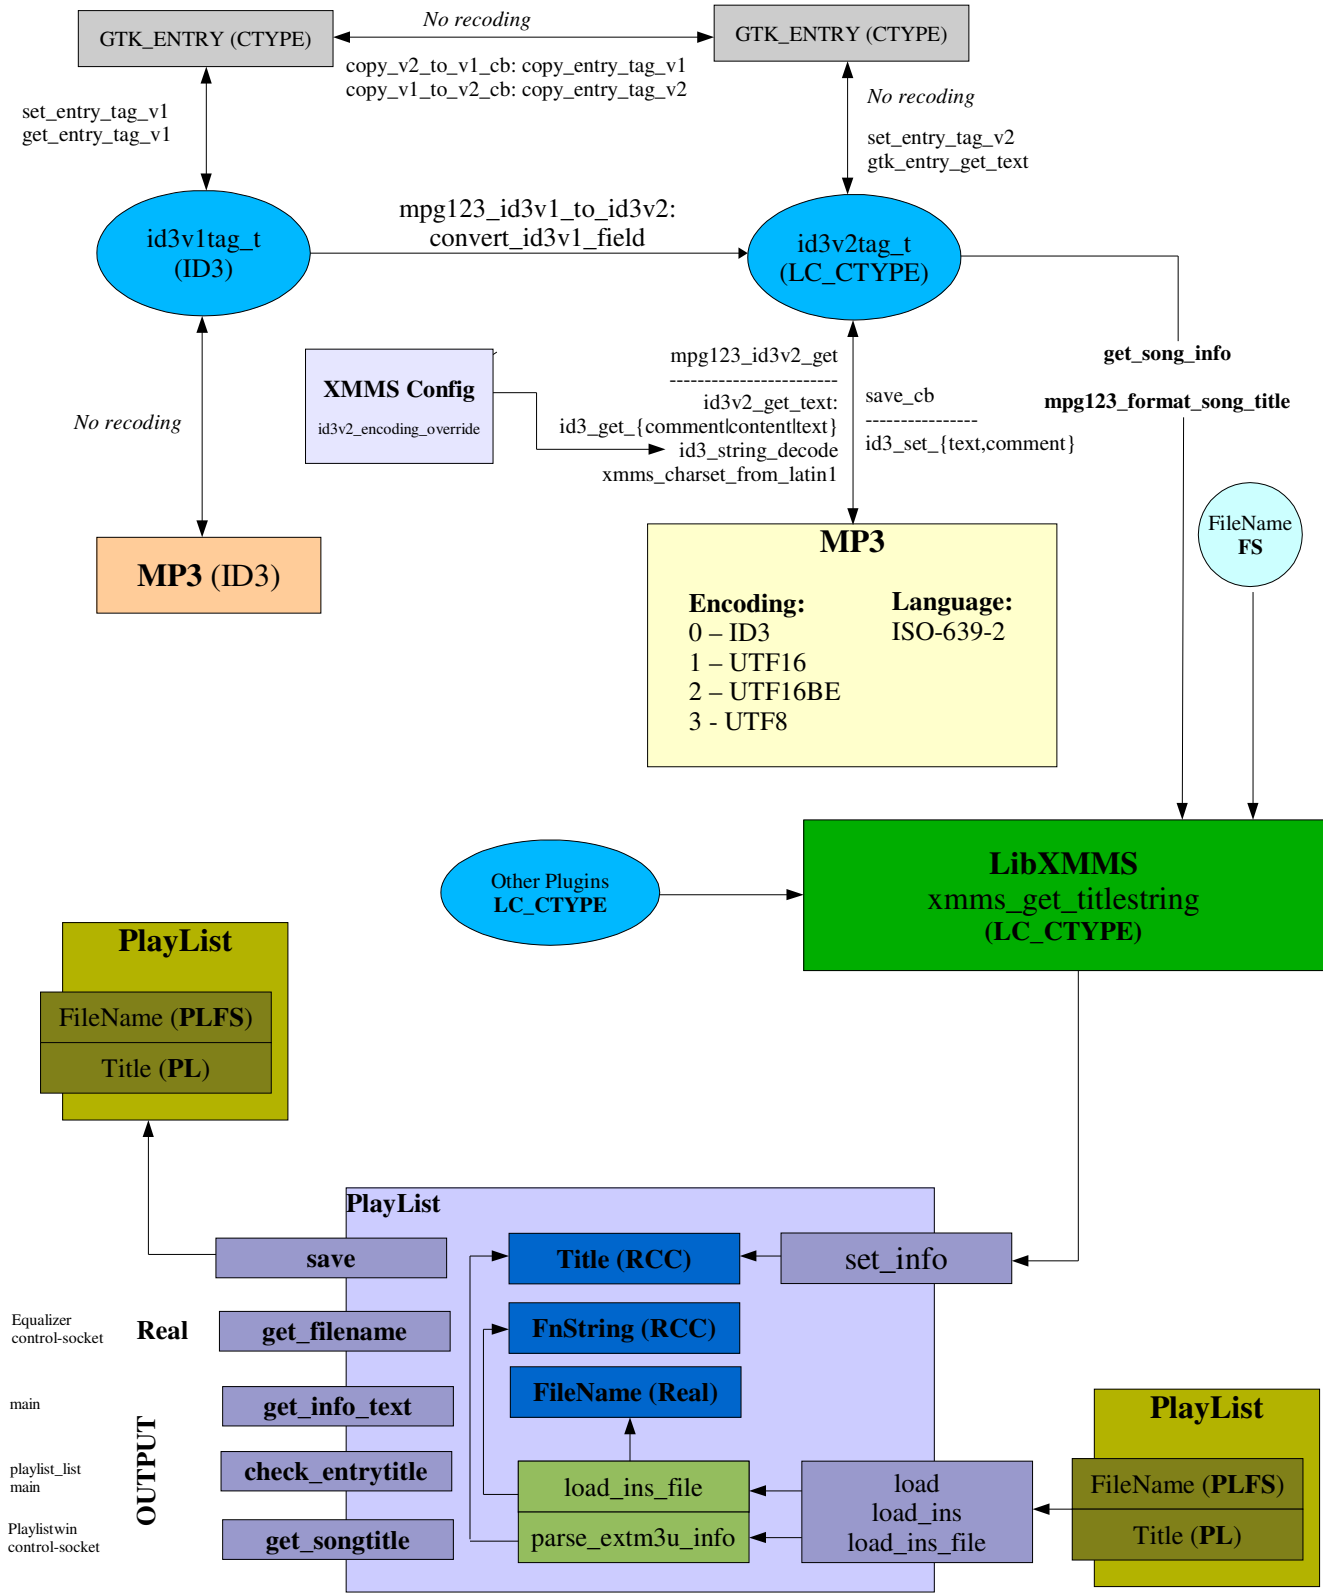 No recoding
GTK_ENTRY (CTYPE)
GTK_ENTRY (CTYPE)
copy_v2_to_v1_cb: copy_entry_tag_v1
copy_v1_to_v2_cb: copy_entry_tag_v2
set_entry_tag_v1
get_entry_tag_v1
No recoding
set_entry_tag_v2
gtk_entry_get_text
mpg123_id3v1_to_id3v2:
convert_id3v1_field
id3v1tag_t
(ID3)
id3v2tag_t
(LC_CTYPE)
get_song_info
mpg123_format_song_title
XMMS Config
id3v2_encoding_override
mpg123_id3v2_get
------------------------
id3v2_get_text:
id3_get_{comment|content|text}
id3_string_decode
xmms_charset_from_latin1
save_cb
----------------
id3_set_{text,comment}
No recoding
FileName
FS
MP3 (ID3)
MP3
Encoding:
0 – ID3
1 – UTF16
2 – UTF16BE
3 - UTF8
Language:
ISO-639-2
Other Plugins
LC_CTYPE
LibXMMS
xmms_get_titlestring
(LC_CTYPE)
PlayList
FileName (PLFS)
Title (PL)
PlayList
save
Title (RCC)
set_info
Equalizer
control-socket
Real
get_filename
FnString (RCC)
FileName (Real)
main
OUTPUT
get_info_text
playlist_list
main
check_entrytitle
Playlistwin
control-socket
get_songtitle
load_ins_file
parse_extm3u_info
load
load_ins
load_ins_file
PlayList
FileName (PLFS)
Title (PL)